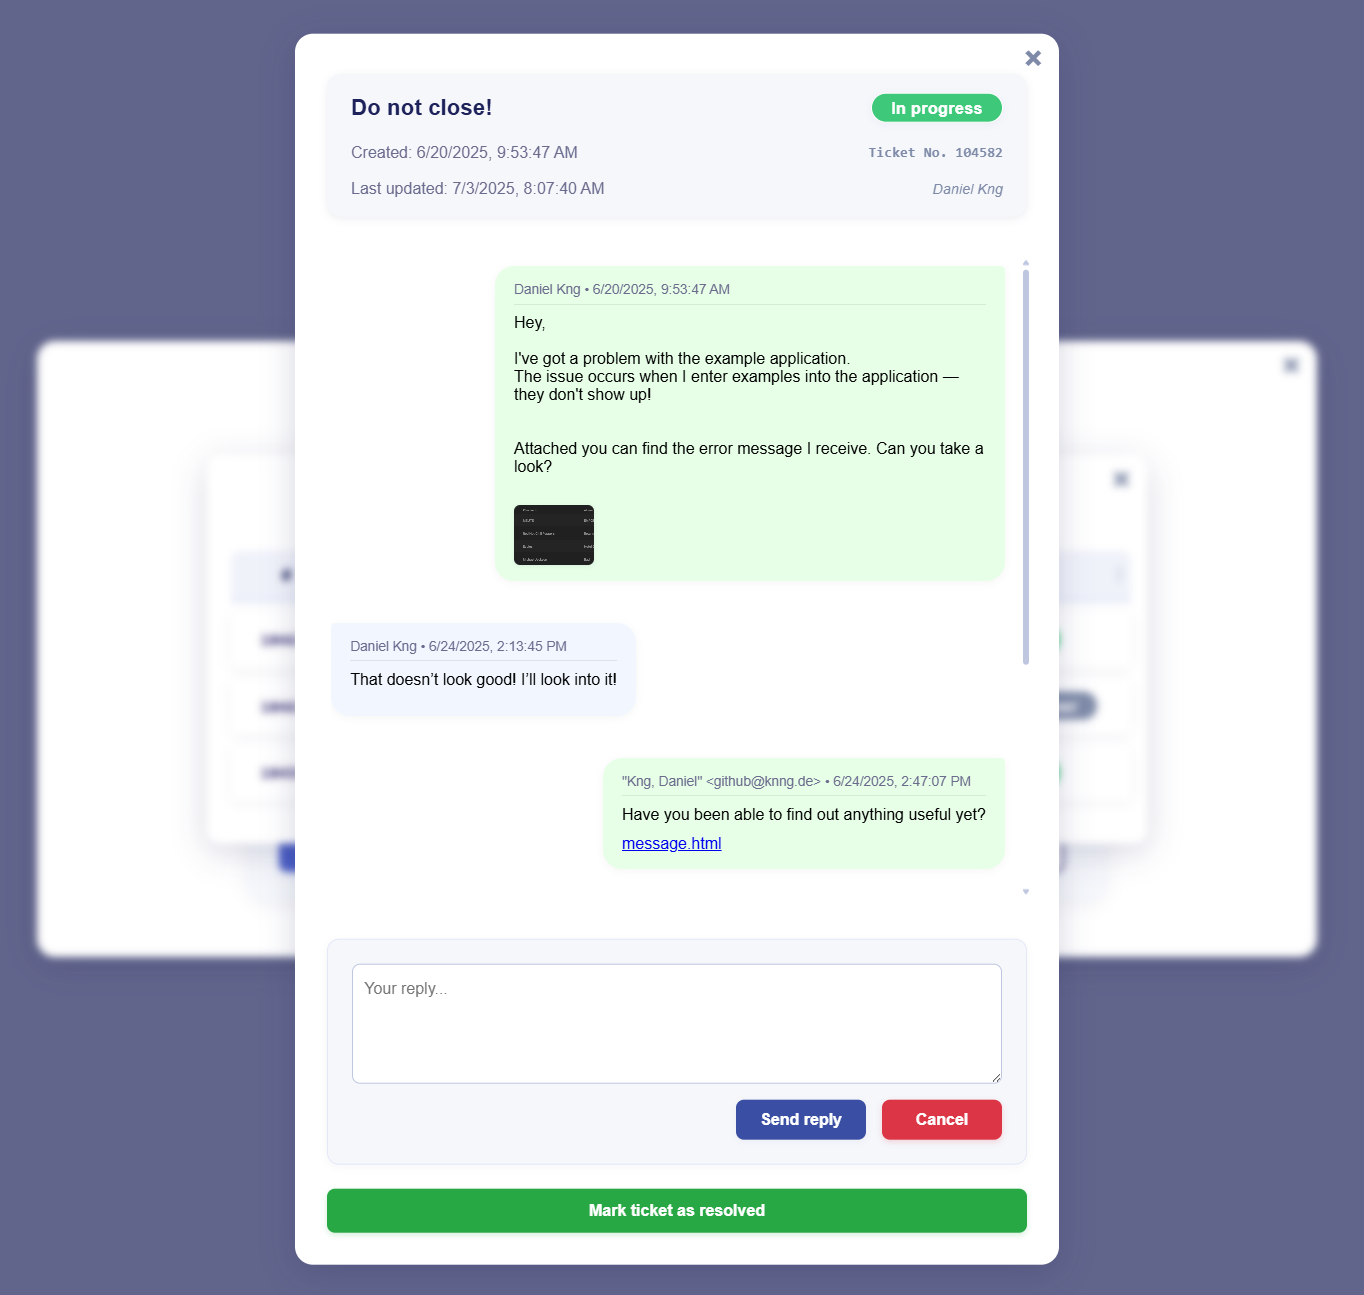 Do not close!
In progress
Created: 6/20/2025, 9:53:47 AM
Ticket No. 104582
Last updated: 7/3/2025, 8:07:40 AM
Daniel Kng
Daniel Kng • 6/20/2025, 9:53:47 AM
Hey,
I've got a problem with the example application.
The issue occurs when I enter examples into the application —
they don't show up!
Attached you can find the error message I receive. Can you take a
look?
Daniel Kng • 6/24/2025, 2:13:45 PM
That doesn’t look good! I’ll look into it!
"Kng, Daniel" <github@knng.de> • 6/24/2025, 2:47:07 PM
Have you been able to find out anything useful yet?
message.html
Your reply...
Send reply
Cancel
Mark ticket as resolved